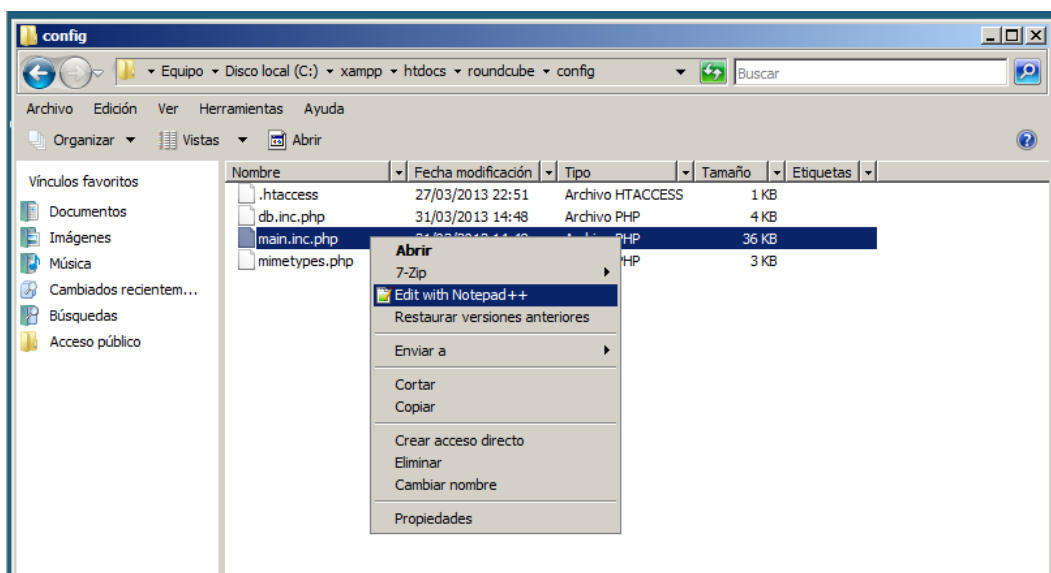 config
Equipo Disco local (C:) xampp htdocs roundcube config Buscar
Archivo Edición Ver Herramientas Ayuda
Organizar Vistas Abrir
Vínculos favoritos
Documentos
Imágenes
Música
Cambiados recientem...
Búsquedas
Acceso público
Nombre Fecha modificación Tipo Tamaño Etiquetas
.htaccess 27/03/2013 22:51 Archivo HTACCESS 1 KB
db.inc.php 31/03/2013 14:48 Archivo PHP 4 KB
main.inc.php 36 KB
mimetypes.php 3 KB
Abrir
7-Zip
Edit with Notepad++
Restaurar versiones anteriores
Enviar a
Cortar
Copiar
Crear acceso directo
Eliminar
Cambiar nombre
Propiedades